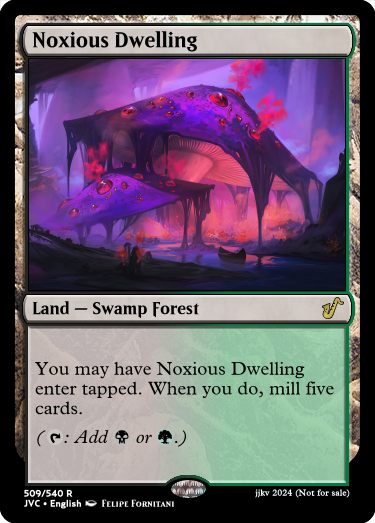 Noxious Dwelling
Land — Swamp Forest
You may have Noxious Dwelling
enter tapped. When you do, mill five
cards.
( : Add or .)
509/540 R
JVC • English Felipe Fornitani
jjkv 2024 (Not for sale)